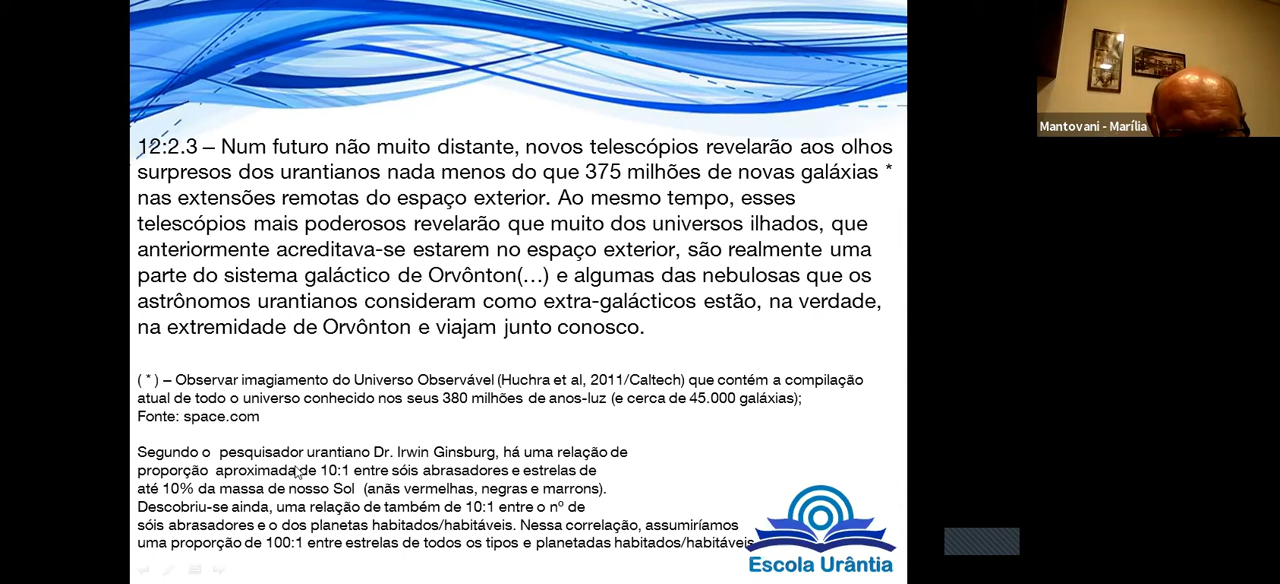 12:2.3 – Num futuro não muito distante, novos telescópios revelarão aos olhos
surpresos dos urantianos nada menos do que 375 milhões de novas galáxias *
nas extensões remotas do espaço exterior. Ao mesmo tempo, esses
telescópios mais poderosos revelarão que muito dos universos ilhados, que
anteriormente acreditava-se estarem no espaço exterior, são realmente uma
parte do sistema galáctico de Orvônton(...) e algumas das nebulosas que os
astrônomos urantianos consideram como extra-galácticos estão, na verdade,
na extremidade de Orvônton e viajam junto conosco.
( * ) – Observar imagiamento do Universo Observável (Huchra et al, 2011/Caltech) que contém a compilação
atual de todo o universo conhecido nos seus 380 milhões de anos-luz (e cerca de 45.000 galáxias);
Fonte: space.com
Segundo o pesquisador urantiano Dr. Irwin Ginsburg, há uma relação de
proporção aproximada de 10:1 entre sóis abrasadores e estrelas de
até 10% da massa de nosso Sol (anãs vermelhas, negras e marrons).
Descobriu-se ainda, uma relação de também de 10:1 entre o nº de
sóis abrasadores e o dos planetas habitados/habitáveis. Nessa correlação, assumiríamos
uma proporção de 100:1 entre estrelas de todos os tipos e planetadas habitados/habitáveis
Escola Urântia
Mantovani - Marília